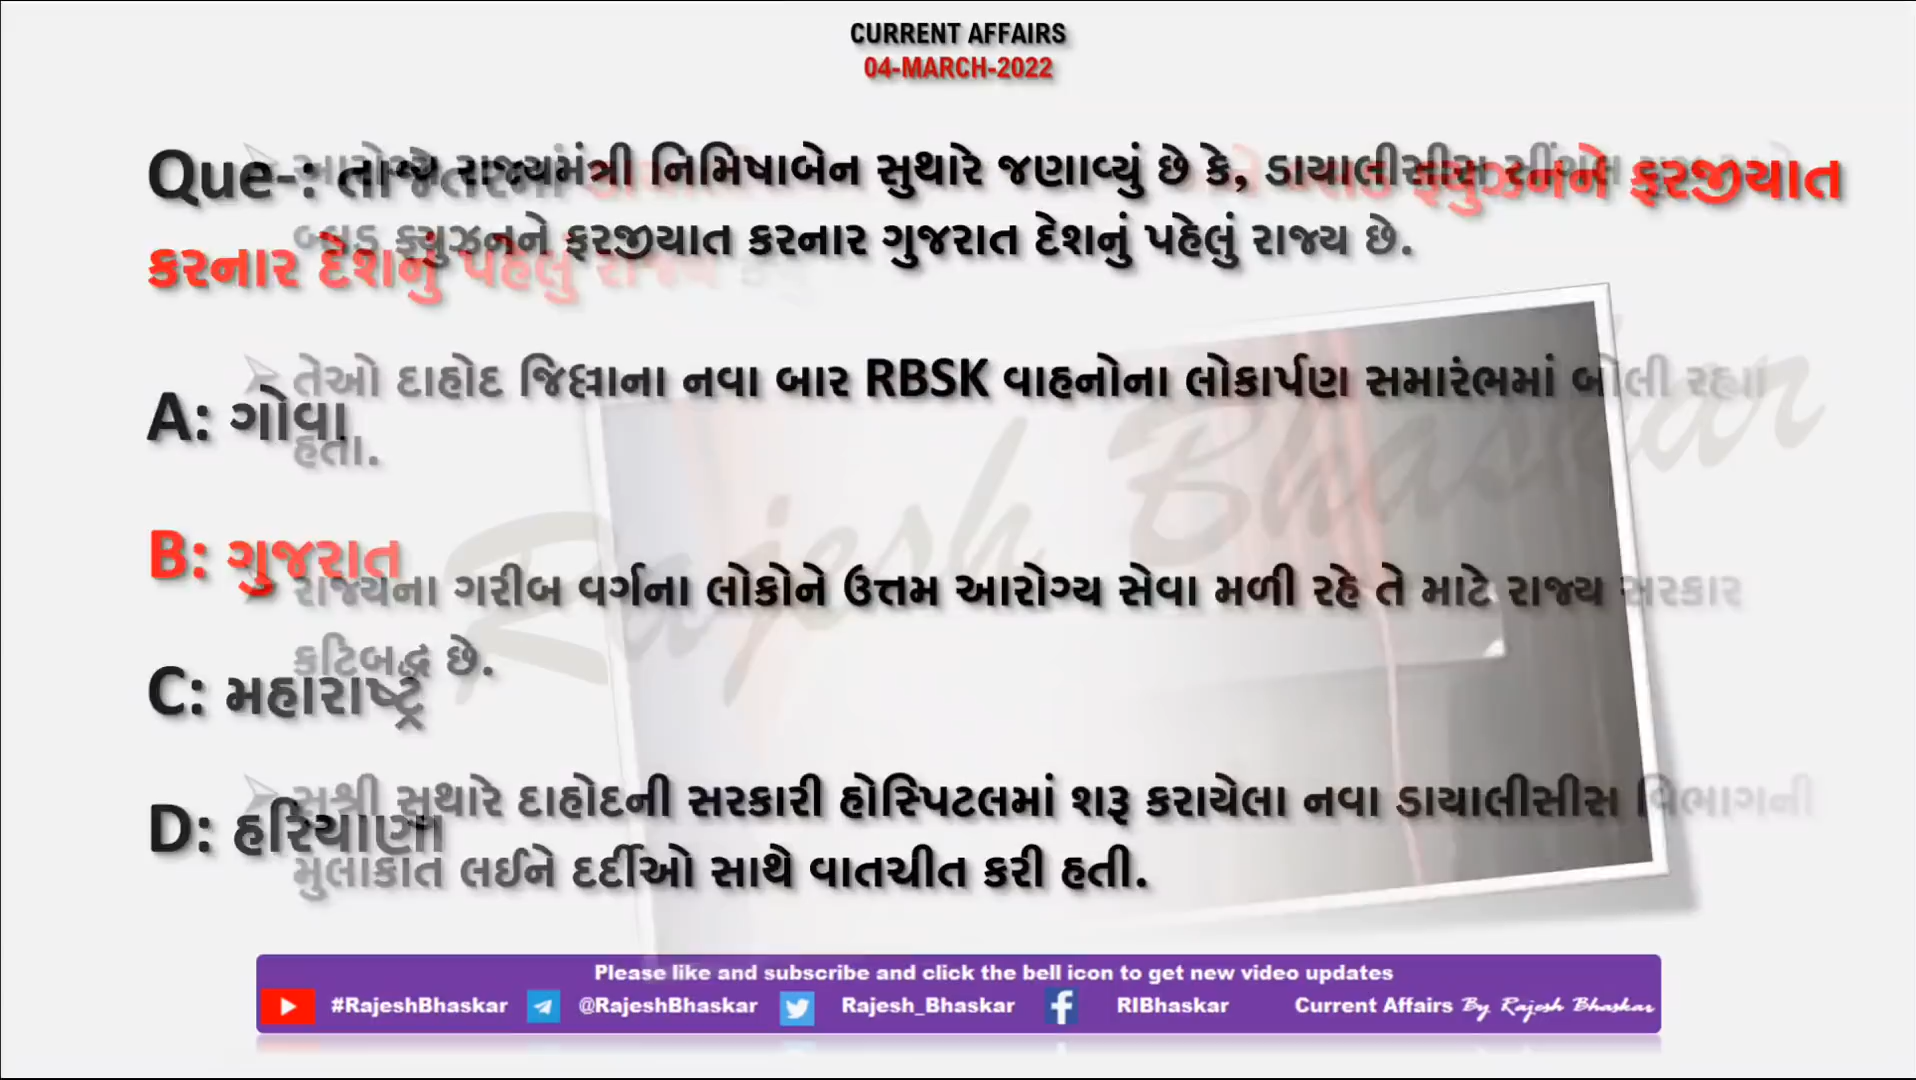 CURRENT AFFAIRS
04-MARCH-2022
Que-: તાજેતરમાં ફ્યુઝનને ફરજીયાત
કરનાર દેશનું પહેલું રાજ્ય
રાજ્યમંત્રી નિમિષાબેન સુથારે જણાવ્યું છે કે, ડાયાલીસીસ
બ્લડ ફ્યુઝનને ફરજીયાત કરનાર ગુજરાત દેશનું પહેલું રાજ્ય છે.
તેઓ દાહોદ જિલ્લાના નવા બાર RBSK વાહનોના લોકાર્પણ સમારંભમાં બોલી રહ્યા
હતા.
A: ગોવા
B: ગુજરાત
રાજ્યના ગરીબ વર્ગના લોકોને ઉત્તમ આરોગ્ય સેવા મળી રહે તે માટે રાજ્ય સરકાર
કટિબદ્ધ છે.
C: મહારાષ્ટ્ર
સુશ્રી સુથારે દાહોદની સરકારી હોસ્પિટલમાં શરૂ કરાયેલા નવા ડાયાલીસીસ વિભાગની
મુલાકાત લઈને દર્દીઓ સાથે વાતચીત કરી હતી.
D: હરિયાણા
Rajesh Bhaskar
Please like and subscribe and click the bell icon to get new video updates
#RajeshBhaskar @RajeshBhaskar Rajesh_Bhaskar RIBhaskar Current Affairs By Rajesh Bhaskar